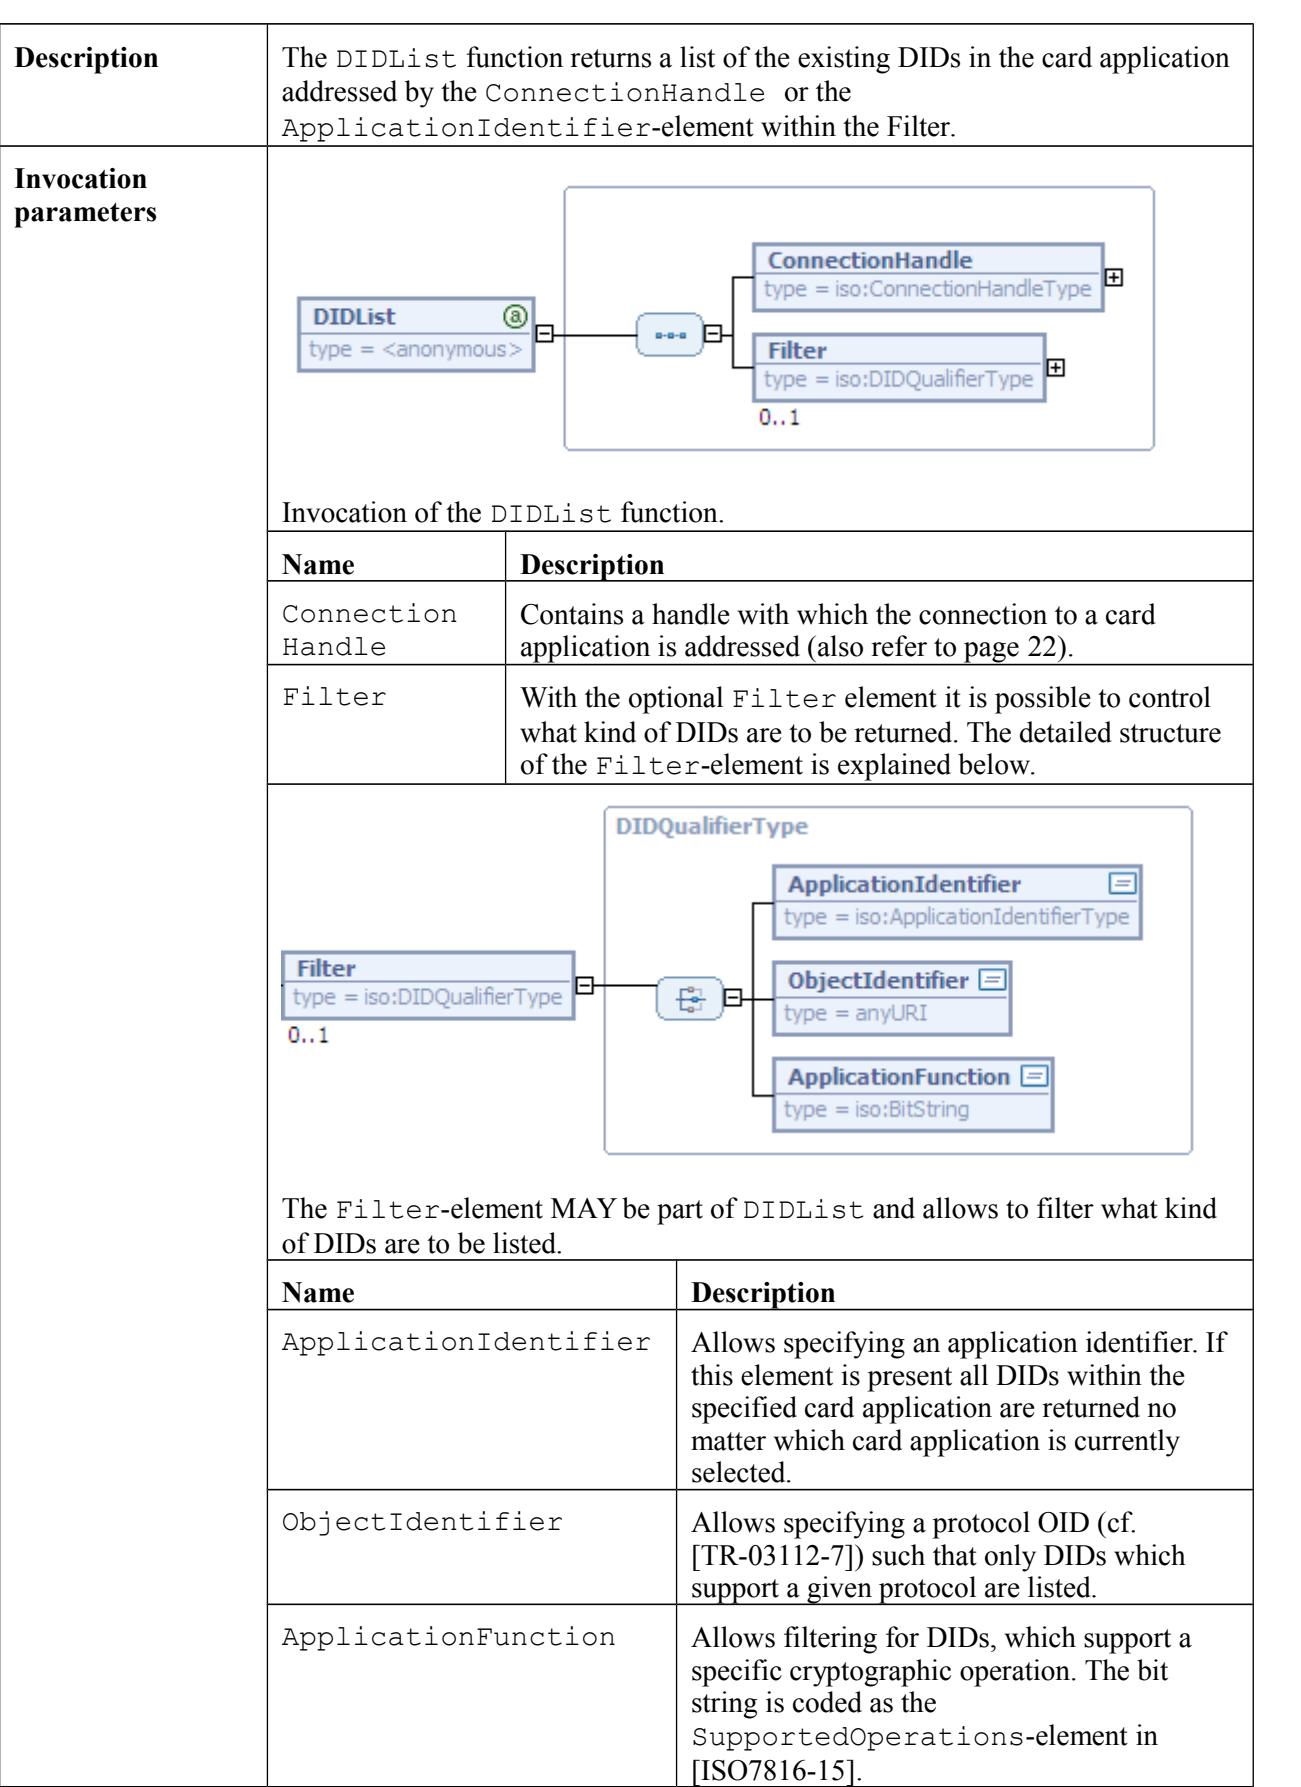 Description
The DIDList function returns a list of the existing DIDs in the card application
addressed by the ConnectionHandle or the
ApplicationIdentifier-element within the Filter.
Invocation
parameters
ConnectionHandle
type = iso:ConnectionHandleType
DIDList
type = <anonymous>
Filter
type = iso:DIDQualifierType
0..1
Invocation of the DIDList function.
Name
Description
Connection
Handle
Contains a handle with which the connection to a card
application is addressed (also refer to page 22).
Filter
With the optional Filter element it is possible to control
what kind of DIDs are to be returned. The detailed structure
of the Filter-element is explained below.
DIDQualifierType
ApplicationIdentifier
type = iso:ApplicationIdentifierType
Filter
type = iso:DIDQualifierType
0..1
ObjectIdentifier
type = anyURI
ApplicationFunction
type = iso:BitString
The Filter-element MAY be part of DIDList and allows to filter what kind
of DIDs are to be listed.
Name
Description
ApplicationIdentifier
Allows specifying an application identifier. If
this element is present all DIDs within the
specified card application are returned no
matter which card application is currently
selected.
ObjectIdentifier
Allows specifying a protocol OID (cf.
[TR-03112-7]) such that only DIDs which
support a given protocol are listed.
ApplicationFunction
Allows filtering for DIDs, which support a
specific cryptographic operation. The bit
string is coded as the
SupportedOperations-element in
[ISO7816-15].